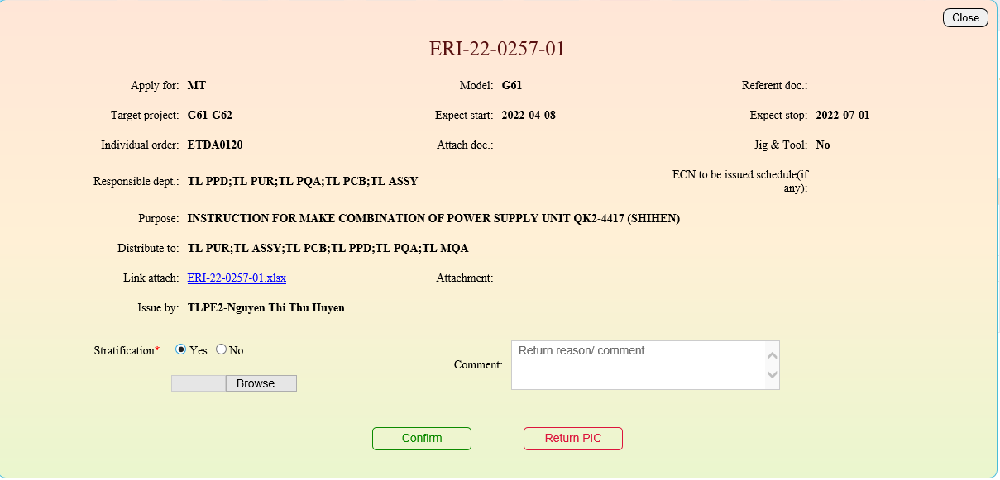 Close
ERI-22-0257-01
Apply for: MT Model: G61 Referent doc.:
Target project: G61-G62 Expect start: 2022-04-08 Expect stop: 2022-07-01
Individual order: ETDA0120 Attach doc.: Jig & Tool: No
Responsible dept.: TL PPD;TL PUR;TL PQA;TL PCB;TL ASSY ECN to be issued schedule(if
any):
Purpose: INSTRUCTION FOR MAKE COMBINATION OF POWER SUPPLY UNIT QK2-4417 (SHIHEN)
Distribute to: TL PUR;TL ASSY;TL PCB;TL PPD;TL PQA;TL MQA
Link attach: ERI-22-0257-01.xlsx Attachment:
Issue by: TLPE2-Nguyen Thi Thu Huyen
Stratification*: Yes No
Comment: Return reason/ comment...
Browse...
Confirm Return PIC